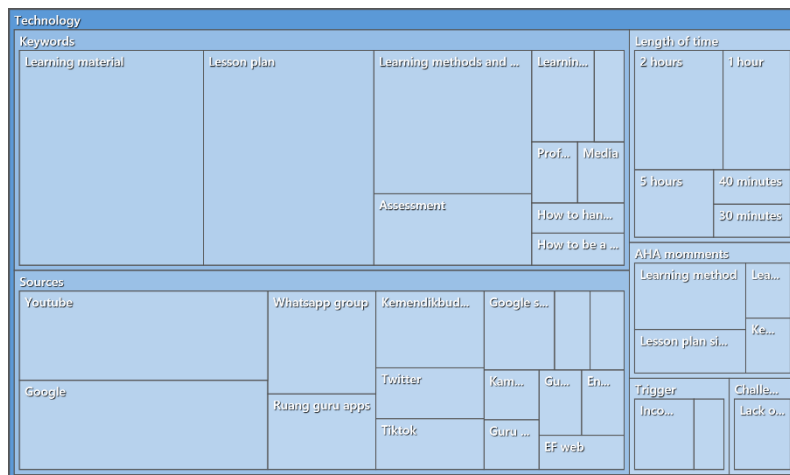 Technology
Keywords
Learning material
Lesson plan
Learning methods and ...
Assessment
Learnin...
Prof...
Media
How to han...
How to be a ...
Sources
Youtube
Google
Whatsapp group
Ruang guru apps
Kemendikbud...
Twitter
Tiktok
Google s...
Kam...
Gu...
En...
Guru ...
EF web
Length of time
2 hours
1 hour
5 hours
40 minutes
30 minutes
AHA momments
Learning method
Lea...
Lesson plan si...
Ke...
Trigger
Inco...
Challe...
Lack o...